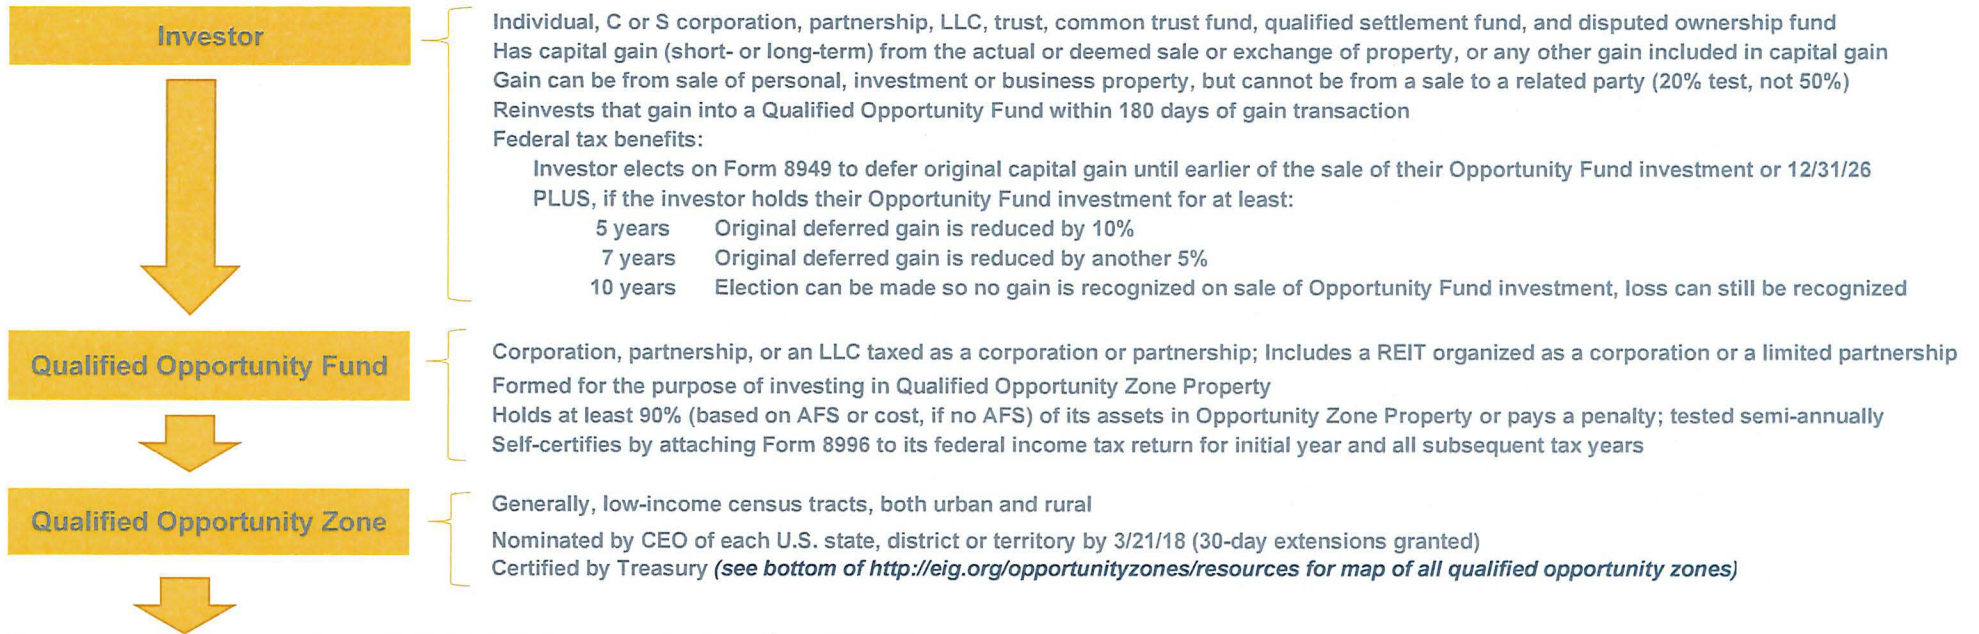 Investor
Individual, C or S corporation, partnership, LLC, trust, common trust fund, qualified settlement fund, and disputed ownership fund
Has capital gain (short- or long-term) from the actual or deemed sale or exchange of property, or any other gain included in capital gain
Gain can be from sale of personal, investment or business property, but cannot be from a sale to a related party (20% test, not 50%)
Reinvests that gain into a Qualified Opportunity Fund within 180 days of gain transaction
Federal tax benefits:
Investor elects on Form 8949 to defer original capital gain until earlier of the sale of their Opportunity Fund investment or 12/31/26
PLUS, if the investor holds their Opportunity Fund investment for at least:
5 years Original deferred gain is reduced by 10%
7 years Original deferred gain is reduced by another 5%
10 years Election can be made so no gain is recognized on sale of Opportunity Fund investment, loss can still be recognized
Qualified Opportunity Fund
Corporation, partnership, or an LLC taxed as a corporation or partnership; Includes a REIT organized as a corporation or a limited partnership
Formed for the purpose of investing in Qualified Opportunity Zone Property
Holds at least 90% (based on AFS or cost, if no AFS) of its assets in Opportunity Zone Property or pays a penalty; tested semi-annually
Self-certifies by attaching Form 8996 to its federal income tax return for initial year and all subsequent tax years
Qualified Opportunity Zone
Generally, low-income census tracts, both urban and rural
Nominated by CEO of each U.S. state, district or territory by 3/21/18 (30-day extensions granted)
Certified by Treasury (see bottom of http://eig.org/opportunityzones/resources for map of all qualified opportunity zones)